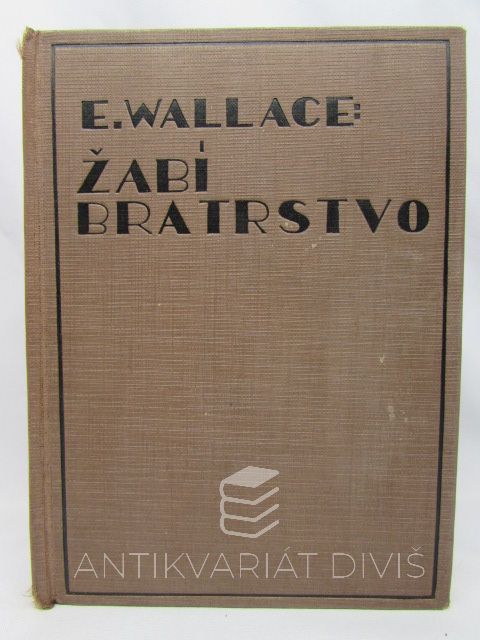 E. WALLACE:
ŽABÍ
BRATRSTVO
ANTIKVARIÁT DIVIŠ